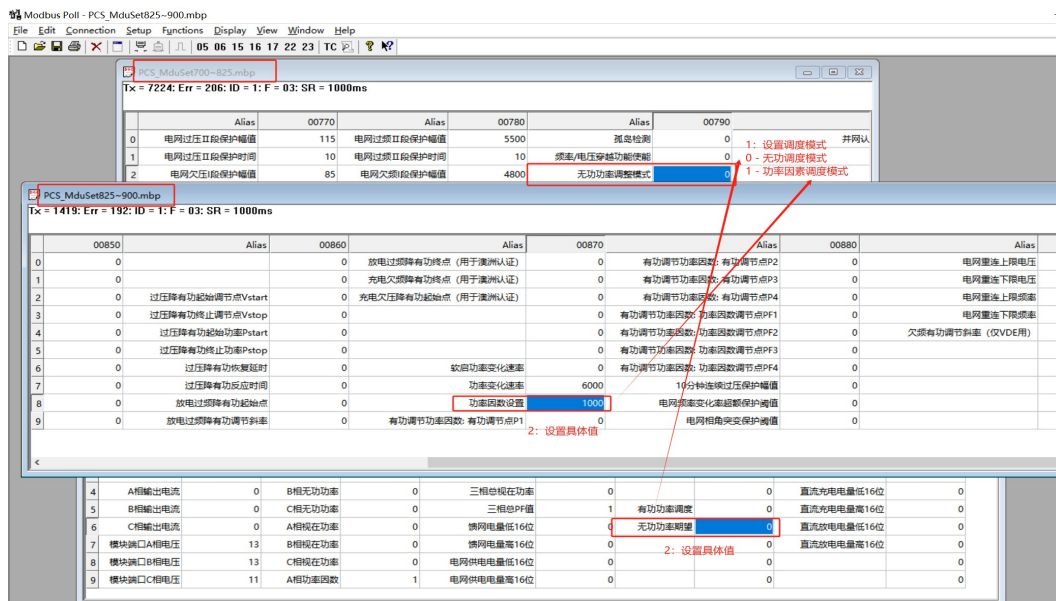 Modbus Poll - PCS_MduSet825~900.mbp
File Edit Connection Setup Functions Display View Window Help
05 06 15 16 17 22 23 TC
PCS_MduSet700~825.mbp
Tx = 7224: Err = 206: ID = 1: F = 03: SR = 1000ms
Alias 00770 Alias 00780 Alias 00790
0 电网过压II段保护幅值 115 电网过频II段保护幅值 5500 孤岛检测 0 并网认
1 电网过压II段保护时间 10 电网过频II段保护时间 10 频率/电压穿越功能使能 0
2 电网欠压I段保护幅值 85 电网欠频I段保护幅值 4800 无功功率调整模式 0
1：设置调度模式
0 - 无功调度模式
1 - 功率因素调度模式
PCS_MduSet825~900.mbp
Tx = 1419: Err = 192: ID = 1: F = 03: SR = 1000ms
00850 Alias 00860 Alias 00870 Alias 00880 Alias
0 0 0 放电过频降有功终点（用于澳洲认证） 0 有功调节功率因数: 有功调节点P2 0 电网重连上限电压
1 0 0 充电欠频降有功终点（用于澳洲认证） 0 有功调节功率因数: 有功调节点P3 0 电网重连下限电压
2 0 过压降有功起始调节点Vstart 0 充电欠压降有功起始点（用于澳洲认证） 0 有功调节功率因数: 有功调节点P4 0 电网重连上限频率
3 0 过压降有功终止调节点Vstop 0 0 有功调节功率因数: 功率因数调节点PF1 0 电网重连下限频率
4 0 过压降有功起始功率Pstart 0 0 有功调节功率因数: 功率因数调节点PF2 0 欠频有功调节斜率（仅VDE用）
5 0 过压降有功终止功率Pstop 0 0 有功调节功率因数: 功率因数调节点PF3 0
6 0 过压降有功恢复延时 0 软启功率变化速率 0 有功调节功率因数: 功率因数调节点PF4 0
7 0 过压降有功反应时间 0 功率变化速率 6000 10分钟连续过压保护幅值 0
8 0 放电过频降有功起始点 0 功率因数设置 1000 电网频率变化率超额保护阈值 0
9 0 放电过频降有功调节斜率 0 有功调节功率因数: 有功调节点P1 0 电网相角突变保护阈值 0
2：设置具体值
4 A相输出电流 0 B相无功功率 0 三相总视在功率 0 0 直流充电电量低16位 0
5 B相输出电流 0 C相无功功率 0 三相总PF值 1 有功功率调度 0 直流充电电量高16位 0
6 C相输出电流 0 A相视在功率 0 馈网电量低16位 0 无功功率期望 0 直流放电电量低16位 0
7 模块端口A相电压 13 B相视在功率 0 馈网电量高16位 0 0 直流放电电量高16位 0
8 模块端口B相电压 13 C相视在功率 0 电网供电电量低16位 0 0 0
9 模块端口C相电压 11 A相功率因数 1 电网供电电量高16位 0 0 0
2：设置具体值